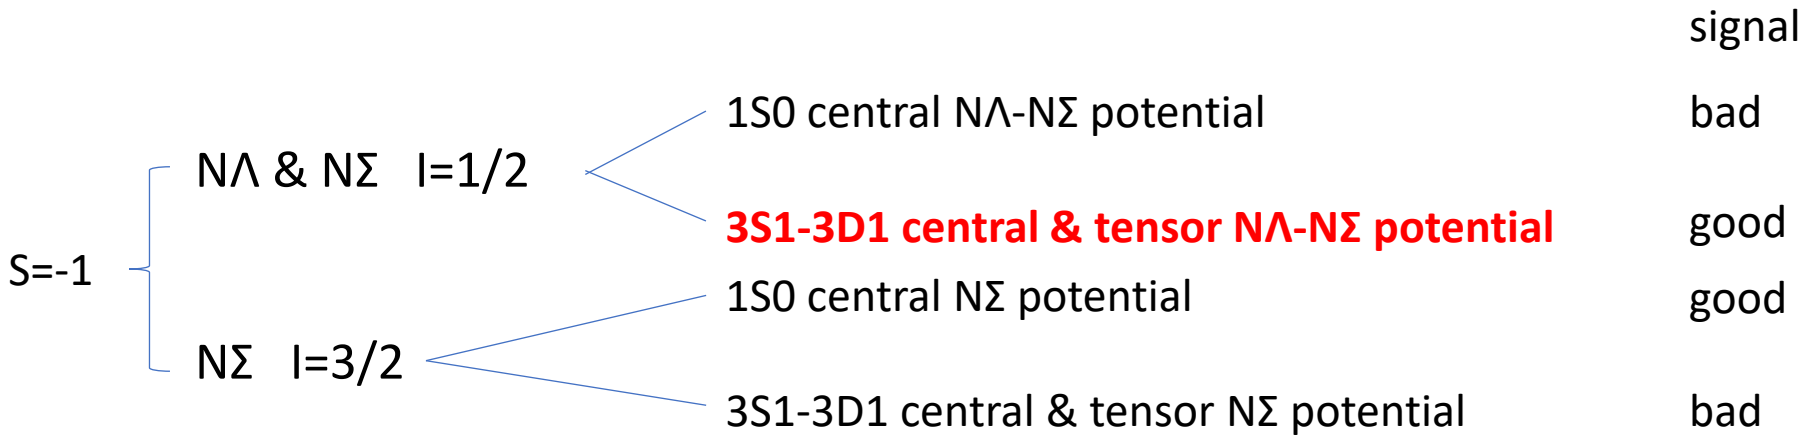 signal
1S0 central NΛ-NΣ potential bad
NΛ & NΣ I=1/2
3S1-3D1 central & tensor NΛ-NΣ potential good
S=-1
1S0 central NΣ potential good
NΣ I=3/2
3S1-3D1 central & tensor NΣ potential bad